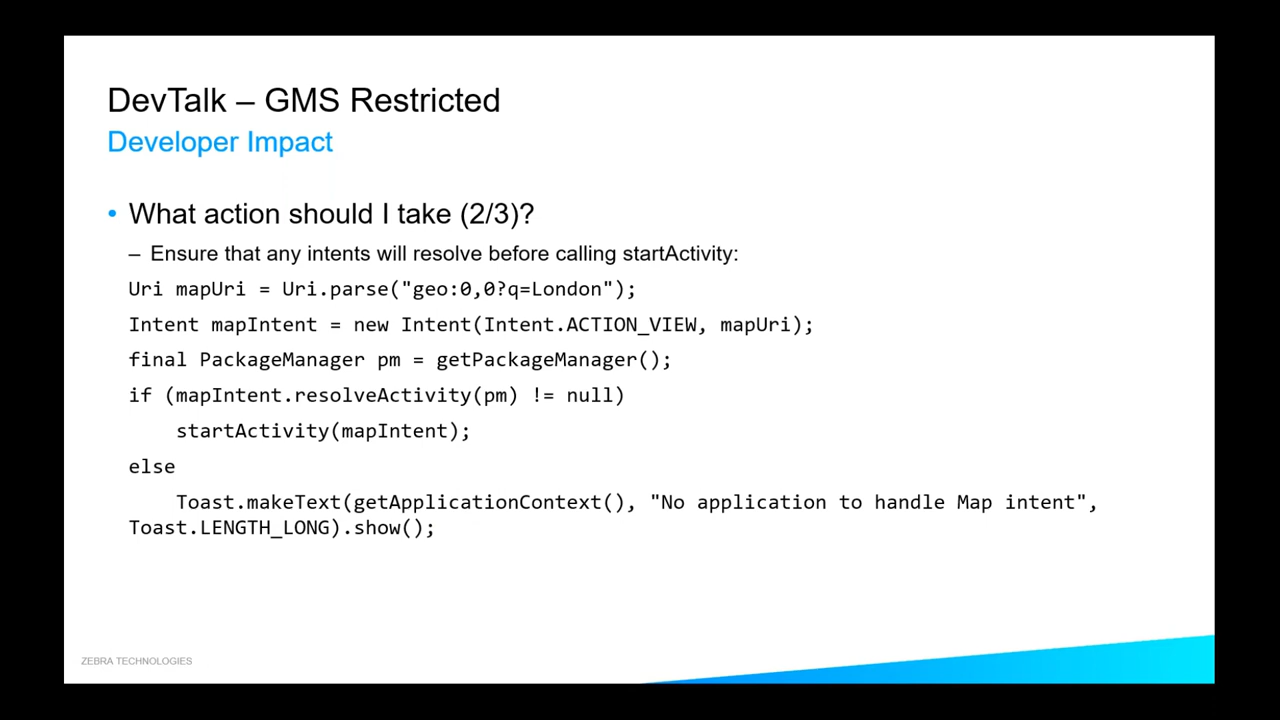 DevTalk – GMS Restricted
Developer Impact
• What action should I take (2/3)?
– Ensure that any intents will resolve before calling startActivity:
Uri mapUri = Uri.parse("geo:0,0?q=London");
Intent mapIntent = new Intent(Intent.ACTION_VIEW, mapUri);
final PackageManager pm = getPackageManager();
if (mapIntent.resolveActivity(pm) != null)
    startActivity(mapIntent);
else
    Toast.makeText(getApplicationContext(), "No application to handle Map intent",
Toast.LENGTH_LONG).show();
ZEBRA TECHNOLOGIES